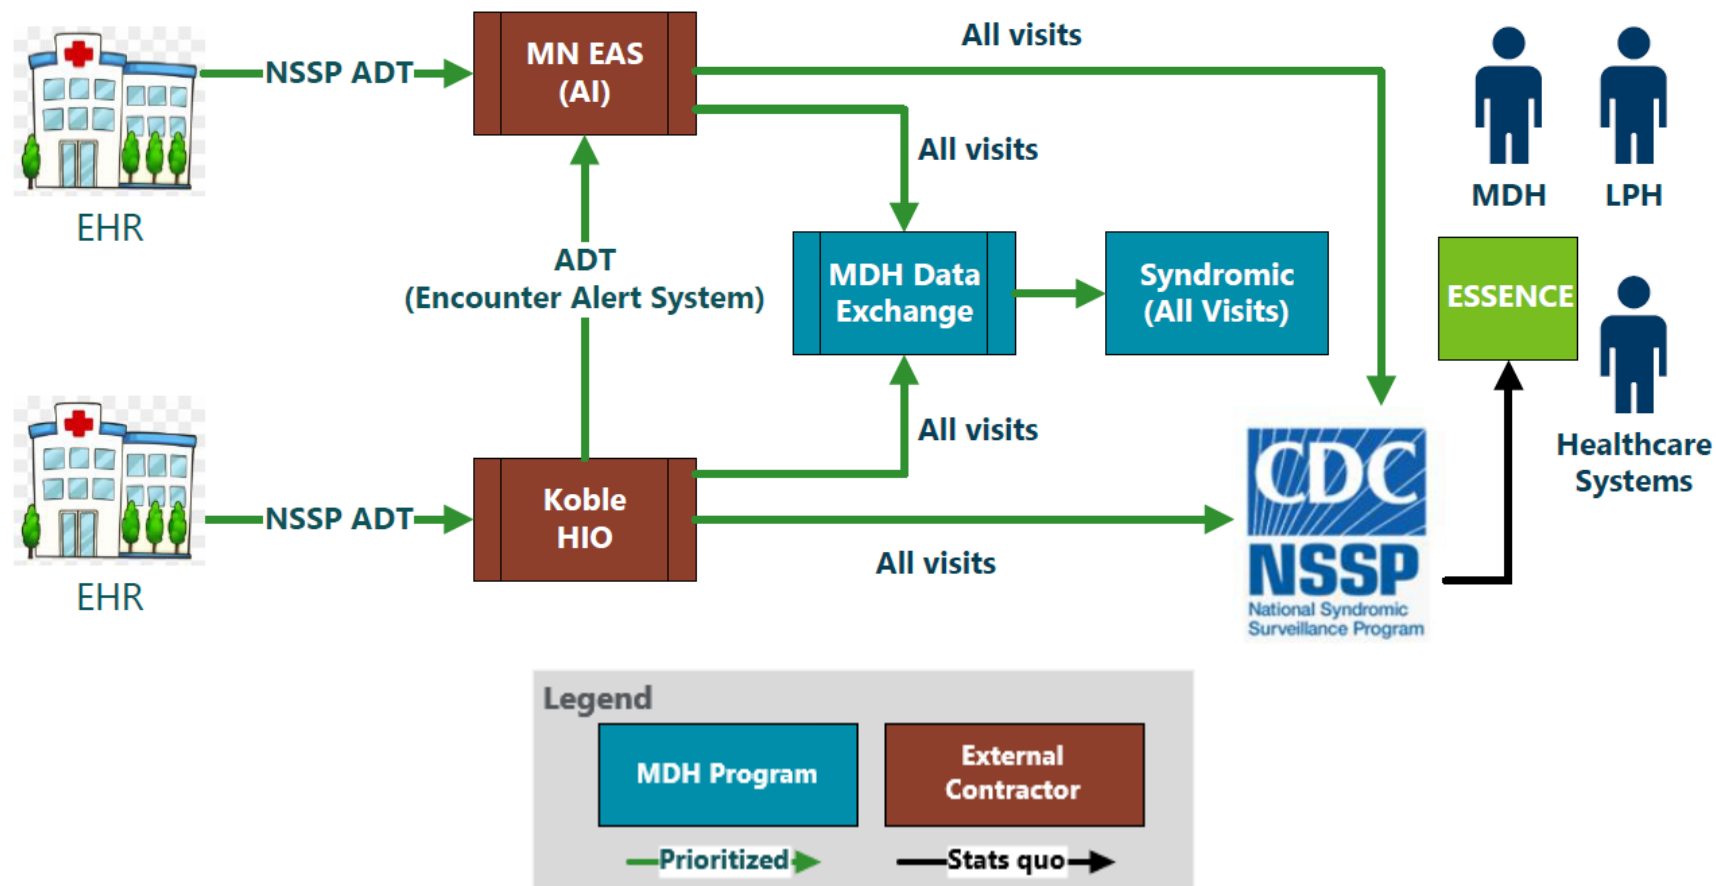 NSSP ADT
MN EAS
(AI)
All visits
EHR
All visits
MDH
LPH
ADT
(Encounter Alert System)
MDH Data
Exchange
Syndromic
(All Visits)
ESSENCE
All visits
Healthcare
Systems
NSSP ADT
Koble
HIO
All visits
EHR
CDC
NSSP
National Syndromic
Surveillance Program
Legend
MDH Program
External
Contractor
Prioritized
Stats quo